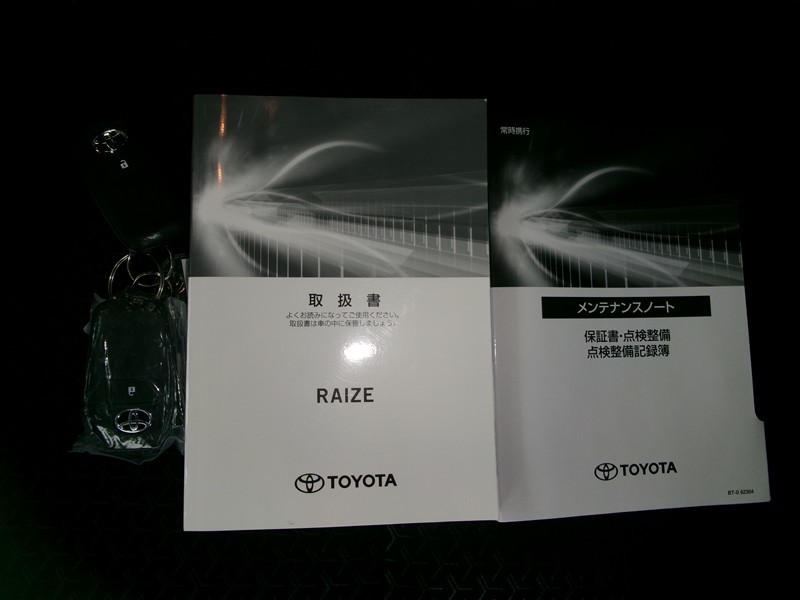 取扱書
よくお読みになってご使用ください。
取扱書は車の中に保管しましょう。
RAIZE
TOYOTA
常時携行
メンテナンスノート
保証書・点検整備
点検整備記録簿
TOYOTA